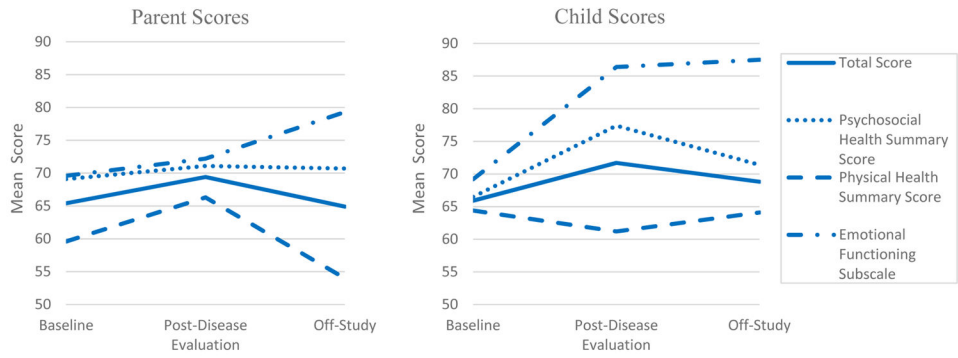 Parent Scores
90
85
80
75
70
65
60
55
50
Mean Score
Baseline
Post-Disease
Evaluation
Off-Study
Child Scores
90
85
80
75
70
65
60
55
50
Mean Score
Baseline
Post-Disease
Evaluation
Off-Study
Total Score
Psychosocial
Health Summary
Score
Physical Health
Summary Score
Emotional
Functioning
Subscale